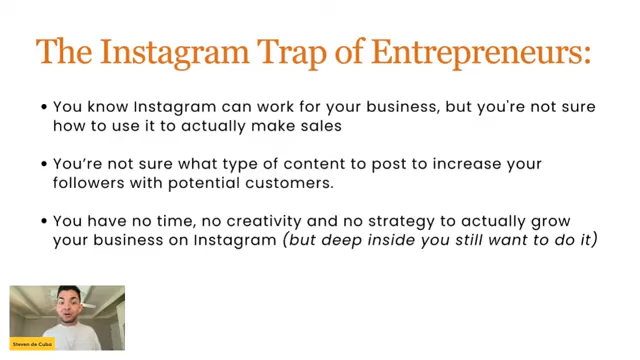 The Instagram Trap of Entrepreneurs:
• You know Instagram can work for your business, but you're not sure
how to use it to actually make sales
• You’re not sure what type of content to post to increase your
followers with potential customers.
• You have no time, no creativity and no strategy to actually grow
your business on Instagram (but deep inside you still want to do it)
Steven de Cuba